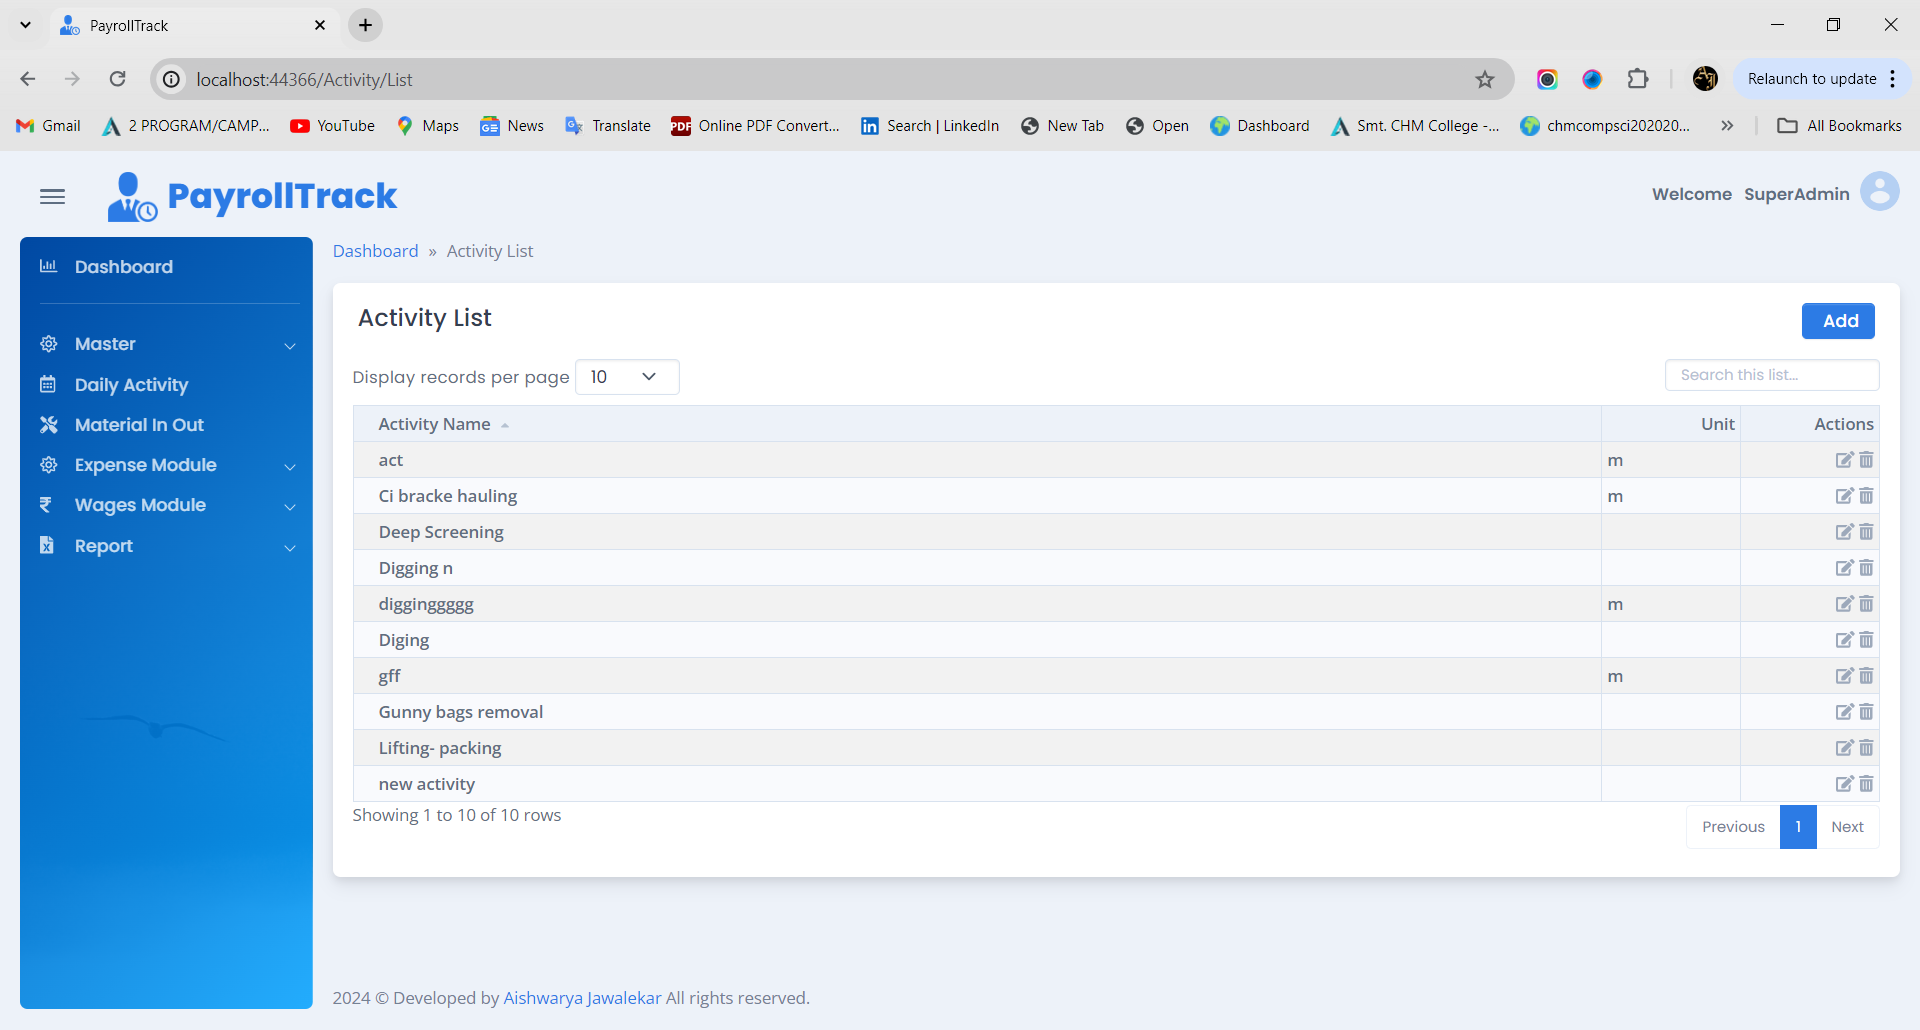 PayrollTrack
localhost:44366/Activity/List
Relaunch to update
Gmail
2 PROGRAM/CAMP...
YouTube
Maps
News
Translate
PDF Online PDF Convert...
Search | LinkedIn
New Tab
Open
Dashboard
Smt. CHM College -...
chmcompsci202020...
All Bookmarks
PayrollTrack
Welcome SuperAdmin
Dashboard
Master
Daily Activity
Material In Out
Expense Module
Wages Module
Report
Dashboard » Activity List
Activity List
Add
Display records per page 10
Search this list...
Activity Name Unit Actions
act m
Ci bracke hauling m
Deep Screening
Digging n
digginggggg m
Diging
gff m
Gunny bags removal
Lifting- packing
new activity
Showing 1 to 10 of 10 rows
Previous 1 Next
2024 © Developed by Aishwarya Jawalekar All rights reserved.